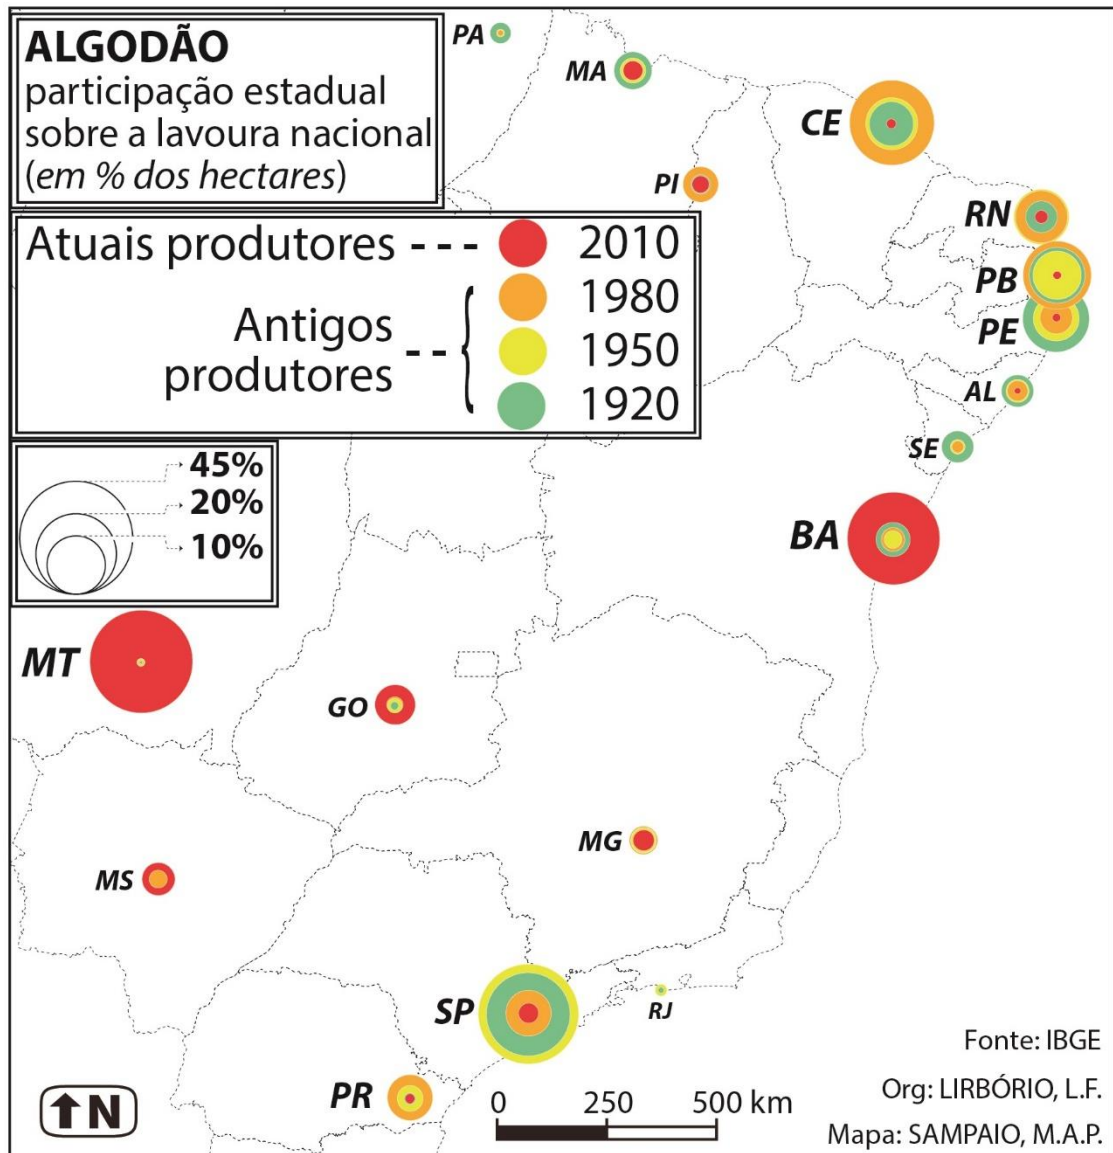 ALGODÃO
participação estadual
sobre a lavoura nacional
(em % dos hectares)
Atuais produtores
2010
Antigos
produtores
1980
1950
1920
45%
20%
10%
PA
MA
CE
PI
RN
PB
PE
AL
SE
BA
MT
GO
MS
MG
SP
RJ
PR
N
0 250 500 km
Fonte: IBGE
Org: LIRBÓRIO, L.F.
Mapa: SAMPAIO, M.A.P.